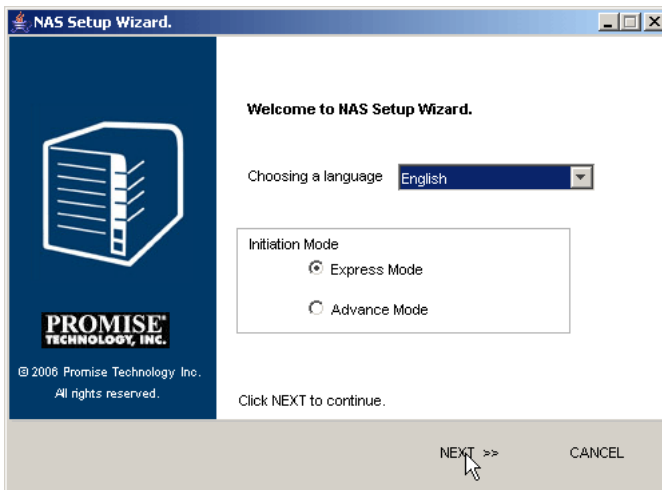 NAS Setup Wizard.
Welcome to NAS Setup Wizard.
Choosing a language English
Initiation Mode
Express Mode
Advance Mode
PROMISE
TECHNOLOGY, INC.
© 2006 Promise Technology Inc.
All rights reserved.
Click NEXT to continue.
NEXT >> CANCEL